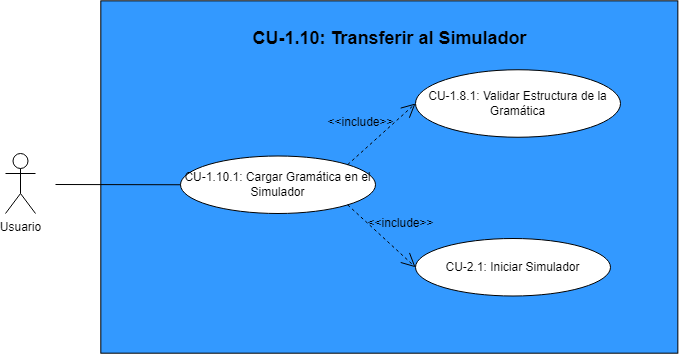 CU-1.10: Transferir al Simulador
CU-1.8.1: Validar Estructura de la
Gramática
<<include>>
CU-1.10.1: Cargar Gramática en el
Simulador
Usuario
<<include>>
CU-2.1: Iniciar Simulador